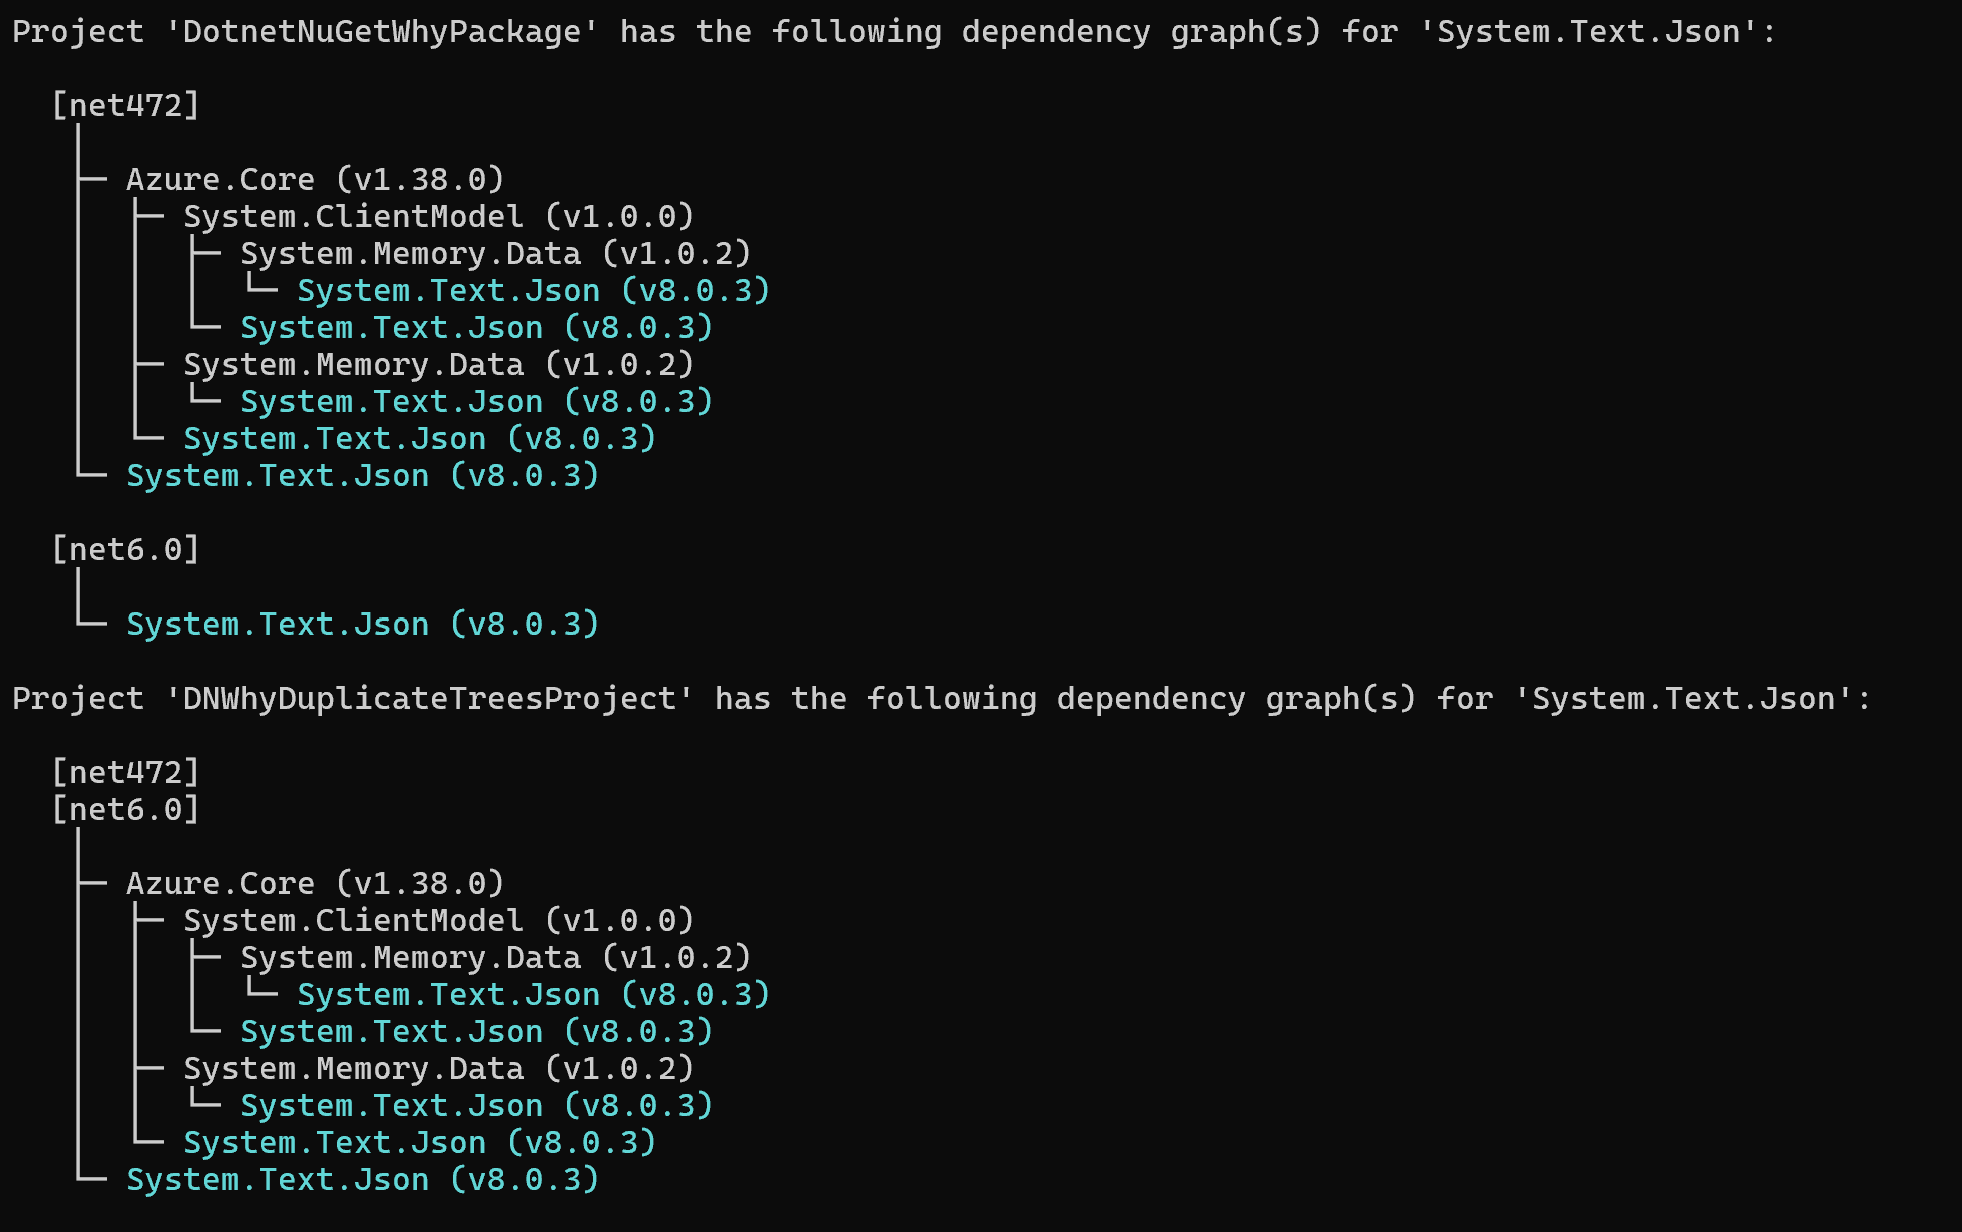 Project 'DotnetNuGetWhyPackage' has the following dependency graph(s) for 'System.Text.Json':
[net472]
Azure.Core (v1.38.0)
System.ClientModel (v1.0.0)
System.Memory.Data (v1.0.2)
System.Text.Json (v8.0.3)
System.Text.Json (v8.0.3)
System.Memory.Data (v1.0.2)
System.Text.Json (v8.0.3)
System.Text.Json (v8.0.3)
System.Text.Json (v8.0.3)
[net6.0]
System.Text.Json (v8.0.3)
Project 'DNWhyDuplicateTreesProject' has the following dependency graph(s) for 'System.Text.Json':
[net472]
[net6.0]
Azure.Core (v1.38.0)
System.ClientModel (v1.0.0)
System.Memory.Data (v1.0.2)
System.Text.Json (v8.0.3)
System.Text.Json (v8.0.3)
System.Memory.Data (v1.0.2)
System.Text.Json (v8.0.3)
System.Text.Json (v8.0.3)
System.Text.Json (v8.0.3)